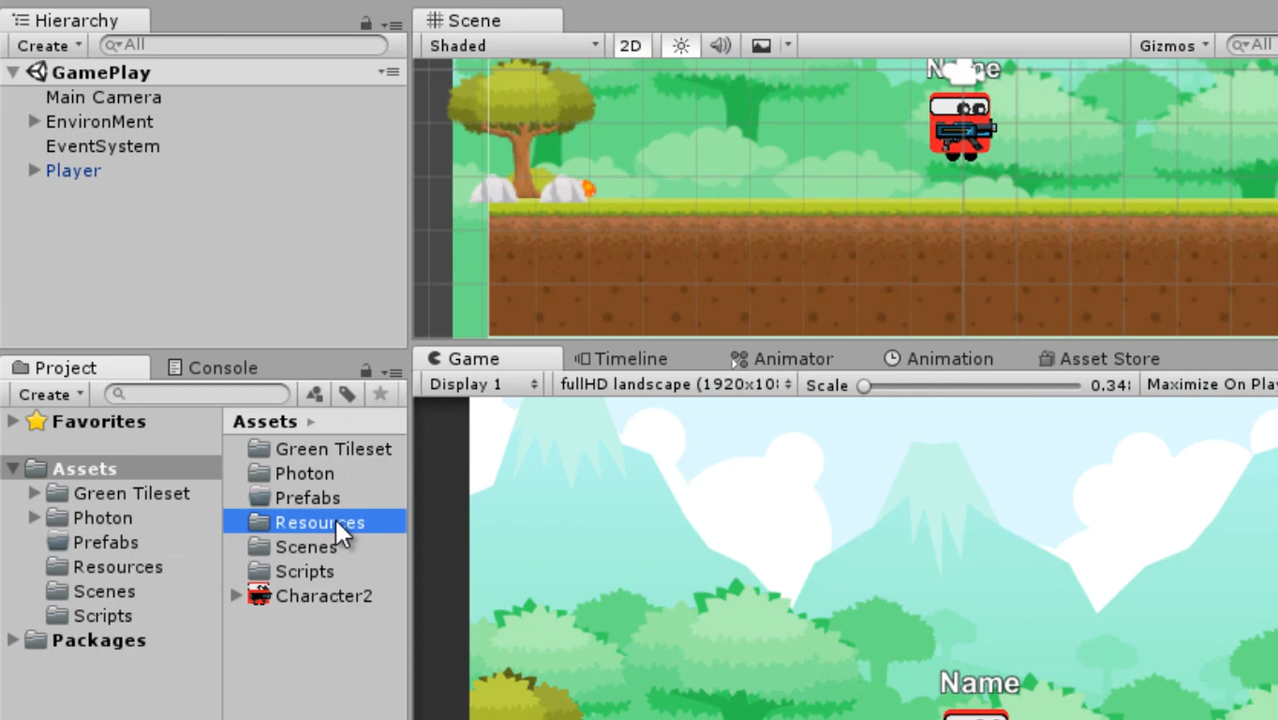 Hierarchy
Create
All
GamePlay
Main Camera
EnvironMent
EventSystem
Player
Project
Console
Create
Favorites
Assets
Green Tileset
Photon
Prefabs
Resources
Scenes
Scripts
Packages
Assets
Green Tileset
Photon
Prefabs
Resources
Scenes
Scripts
Character2
Scene
Shaded
2D
Gizmos
All
Name
Game
Timeline
Animator
Animation
Asset Store
Display 1
fullHD landscape (1920x10
Scale
0.34
Maximize On Play
Name